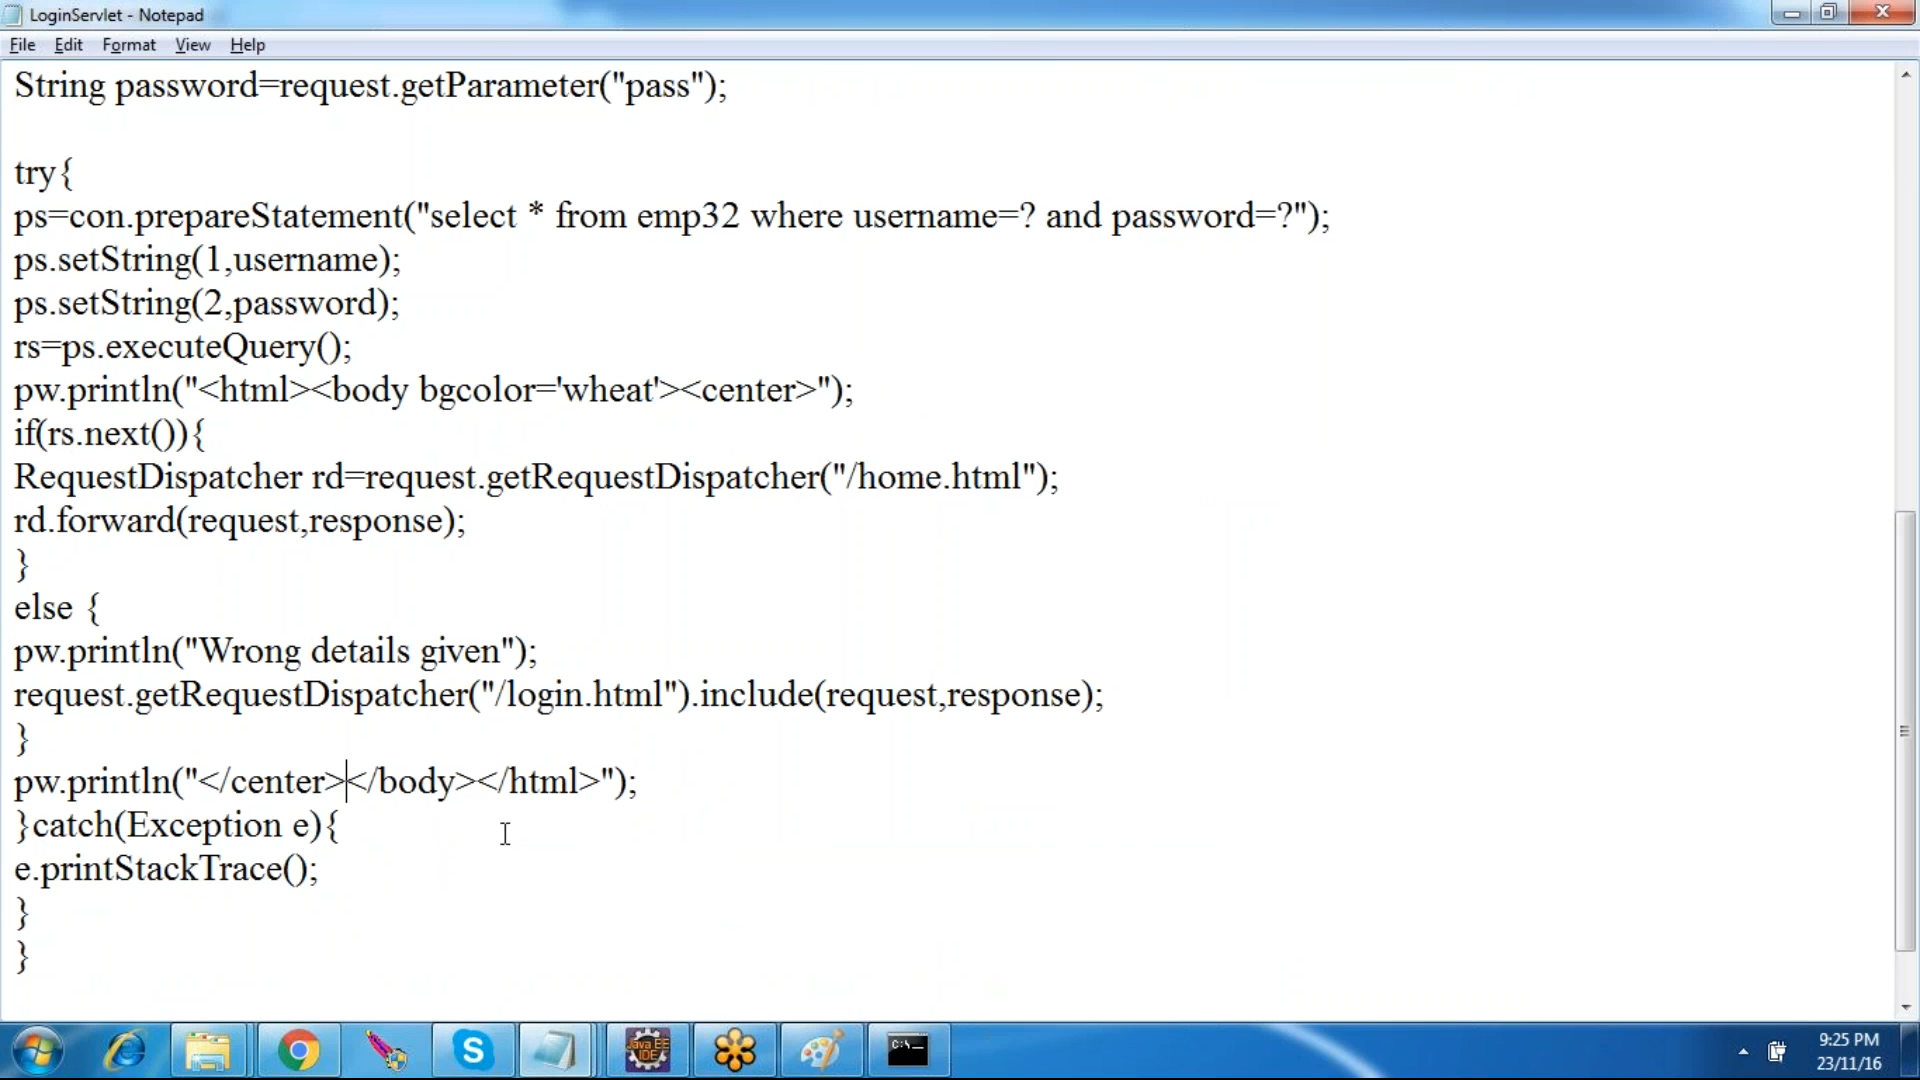 LoginServlet - Notepad
File Edit Format View Help
String password=request.getParameter("pass");
try{
ps=con.prepareStatement("select * from emp32 where username=? and password=?");
ps.setString(1,username);
ps.setString(2,password);
rs=ps.executeQuery();
pw.println("<html><body bgcolor='wheat'><center>");
if(rs.next()){
RequestDispatcher rd=request.getRequestDispatcher("/home.html");
rd.forward(request,response);
}
else {
pw.println("Wrong details given");
request.getRequestDispatcher("/login.html").include(request,response);
}
pw.println("</center></body></html>");
}catch(Exception e){
e.printStackTrace();
}
}
Java EE
IDE
C:\_
9:25 PM
23/11/16